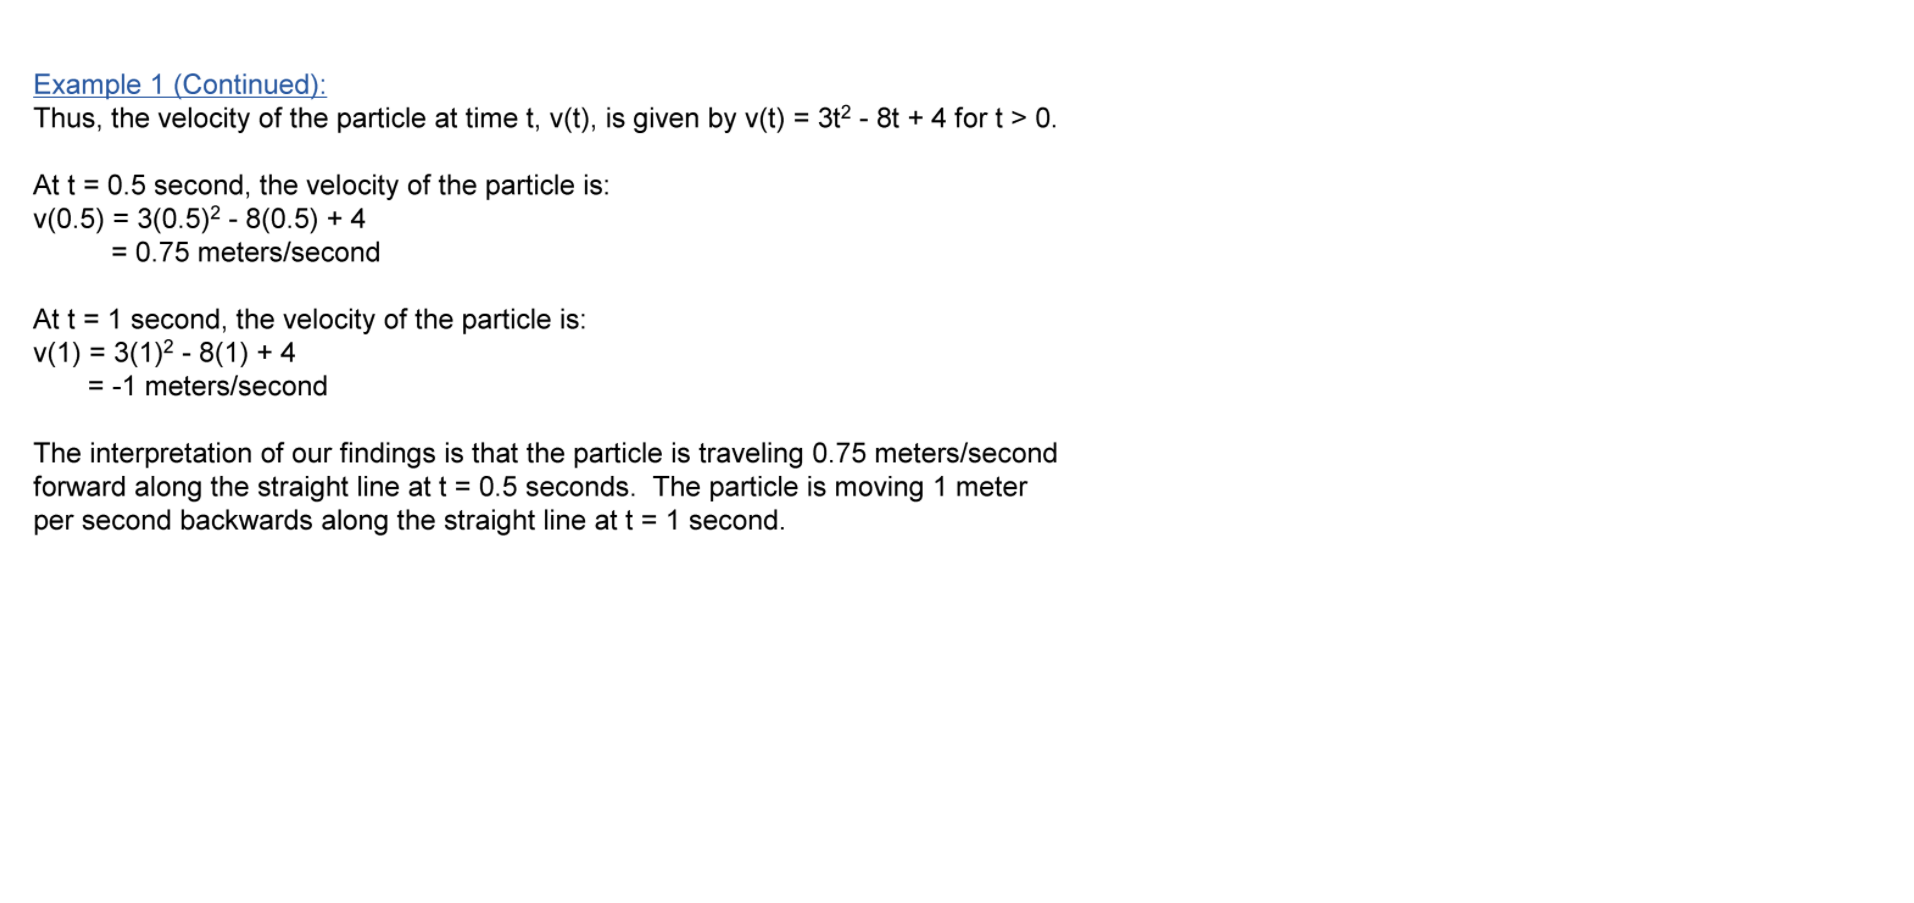 Example 1 (Continued):
Thus, the velocity of the particle at time t, v(t), is given by v(t) = 3t² - 8t + 4 for t > 0.
At t = 0.5 second, the velocity of the particle is:
v(0.5) = 3(0.5)² - 8(0.5) + 4
= 0.75 meters/second
At t = 1 second, the velocity of the particle is:
v(1) = 3(1)² - 8(1) + 4
= -1 meters/second
The interpretation of our findings is that the particle is traveling 0.75 meters/second
forward along the straight line at t = 0.5 seconds.  The particle is moving 1 meter
per second backwards along the straight line at t = 1 second.